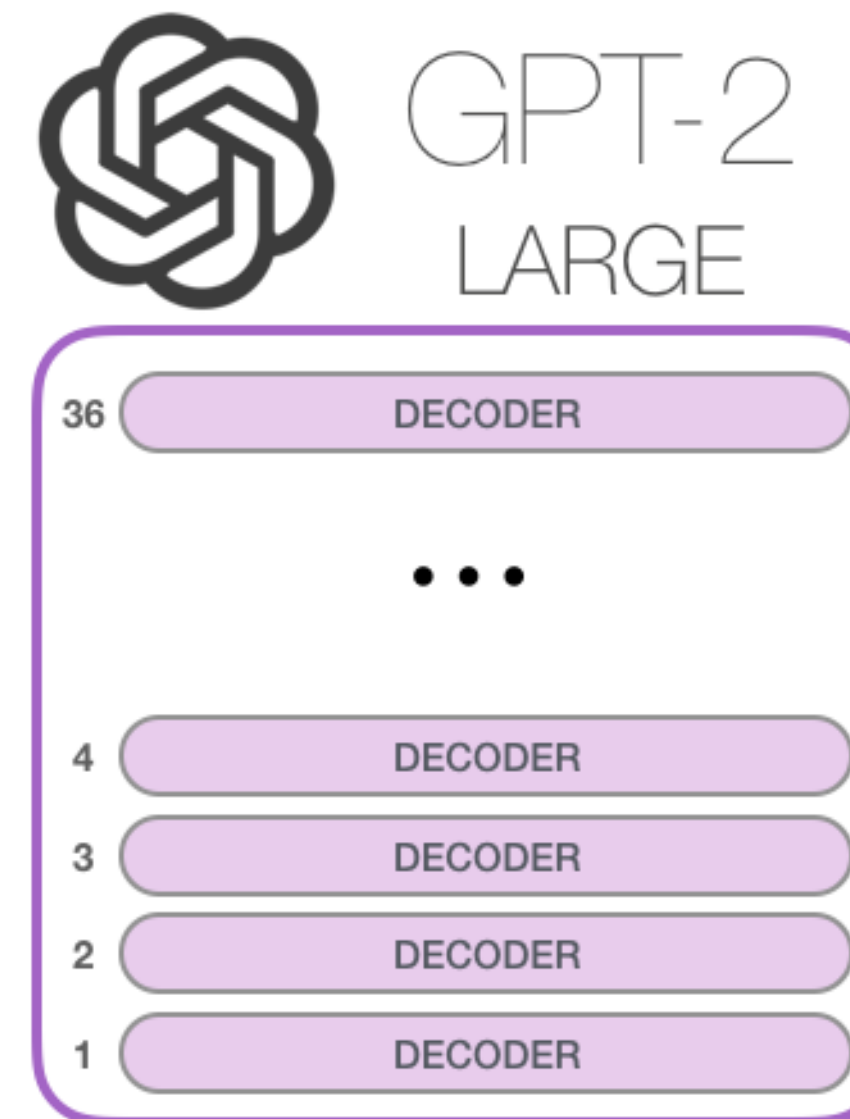 GPT-2
LARGE
36 DECODER
• • •
4 DECODER
3 DECODER
2 DECODER
1 DECODER